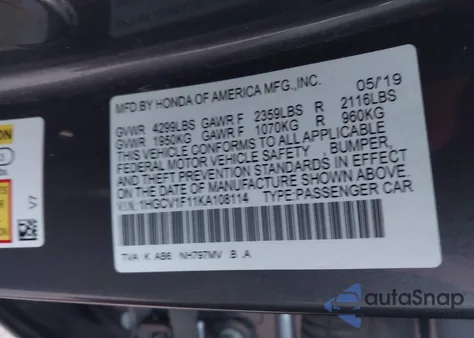 MFD BY HONDA OF AMERICA MFG.,INC. 05/'19
GVWR 4299LBS GAWR F 2359LBS R 2116LBS
GVWR 1950KG GAWR F 1070KG R 960KG
THIS VEHICLE CONFORMS TO ALL APPLICABLE
FEDERAL MOTOR VEHICLE SAFETY , BUMPER,
AND THEFT PREVENTION STANDARDS IN EFFECT
ON THE DATE OF MANUFACTURE SHOWN ABOVE.
V.I.N.: 1HGCV1F11KA108114 TYPE:PASSENGER CAR
TVA K AB6 NH797MV .B .A
V7
autoSnap